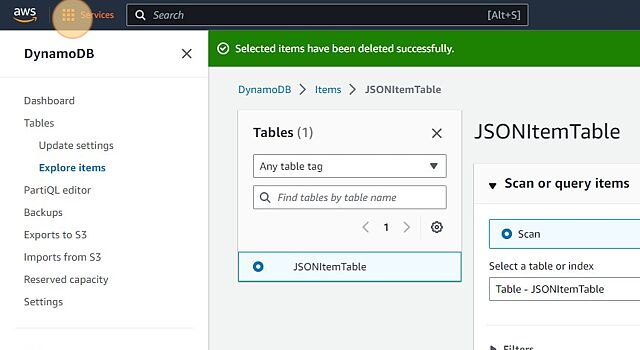 aws
Services
Search
[Alt+S]
DynamoDB
Dashboard
Tables
Update settings
Explore items
PartiQL editor
Backups
Exports to S3
Imports from S3
Reserved capacity
Settings
Selected items have been deleted successfully.
DynamoDB > Items > JSONItemTable
Tables (1)
Any table tag
Find tables by table name
1
JSONItemTable
JSONItemTable
Scan or query items
Scan
Select a table or index
Table - JSONItemTable
Filters